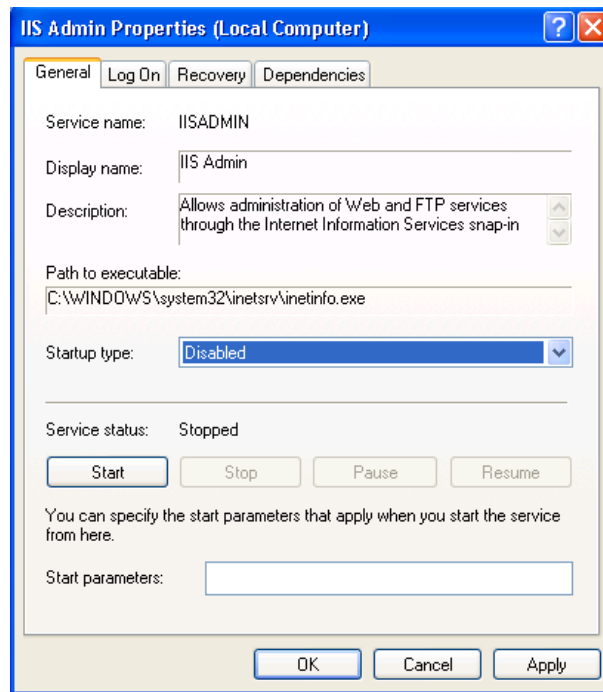 IIS Admin Properties (Local Computer)
General Log On Recovery Dependencies
Service name: IISADMIN
Display name: IIS Admin
Description: Allows administration of Web and FTP services
through the Internet Information Services snap-in
Path to executable:
C:\WINDOWS\system32\inetsrv\inetinfo.exe
Startup type: Disabled
Service status: Stopped
Start Stop Pause Resume
You can specify the start parameters that apply when you start the service
from here.
Start parameters:
OK Cancel Apply